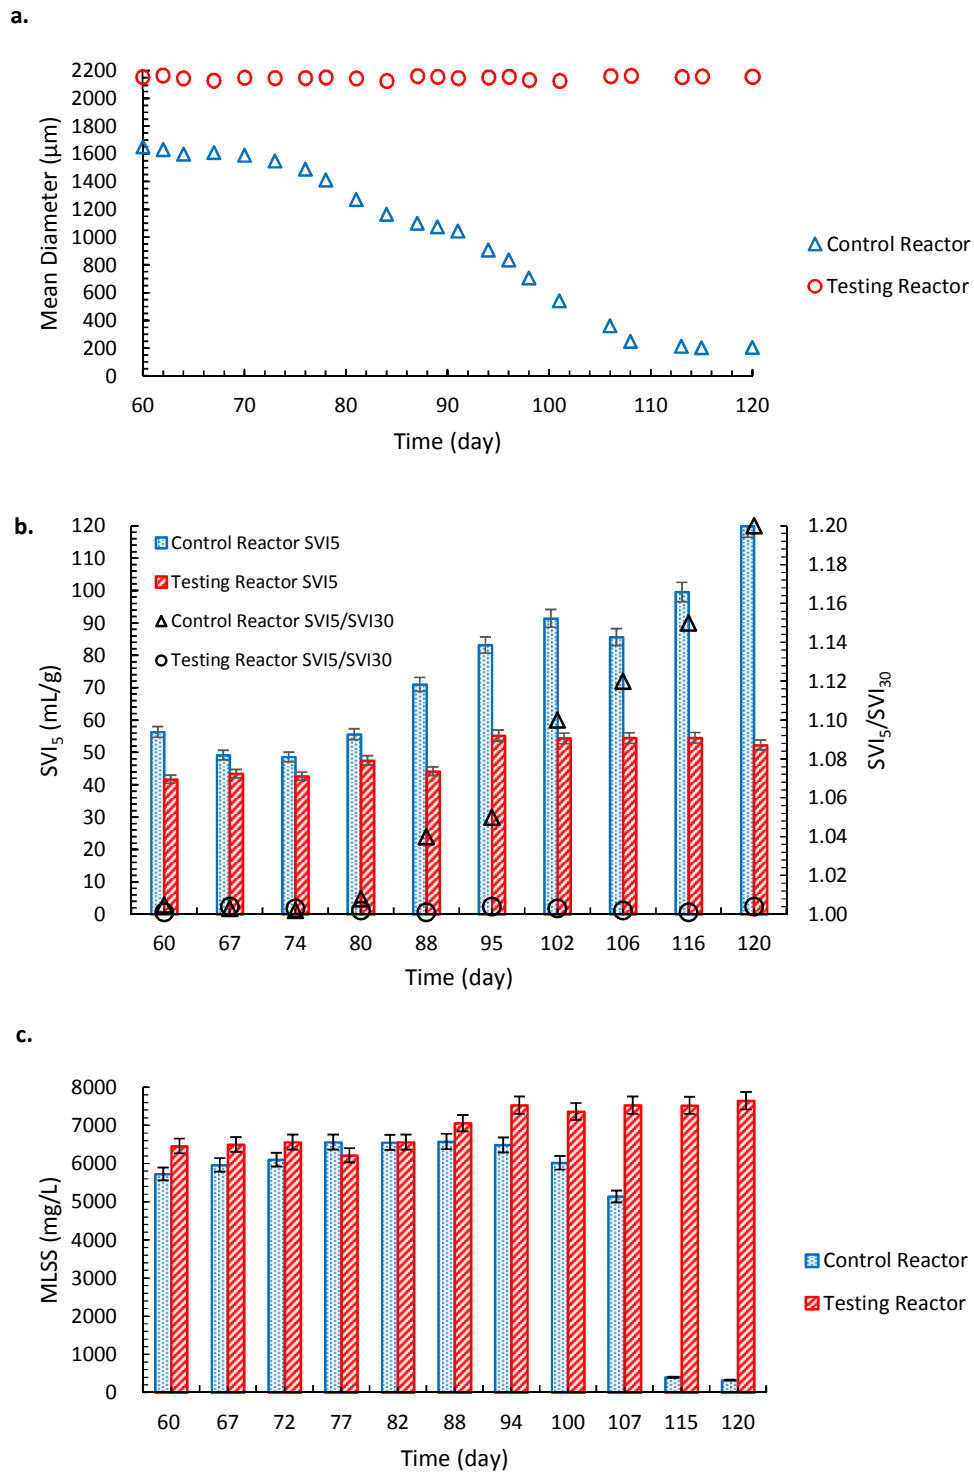 a.
2200
2000
1800
1600
1400
1200
1000
800
600
400
200
0
Mean Diameter (µm)
60 70 80 90 100 110 120
Time (day)
Control Reactor
Testing Reactor
b.
120
100
90
80
70
60
50
40
30
20
10
0
SVI5 (mL/g)
Control Reactor SVI5
Testing Reactor SVI5
Control Reactor SVI5/SVI30
Testing Reactor SVI5/SVI30
1.20
1.16
1.14
1.12
1.10
1.08
1.06
1.04
1.02
1.00
SVI5/SVI30
60 67 74 80 88 95 102 106 116 120
Time (day)
c.
8000
7000
6000
5000
4000
3000
2000
1000
0
MLSS (mg/L)
60 67 72 77 82 88 94 100 107 115 120
Time (day)
Control Reactor
Testing Reactor